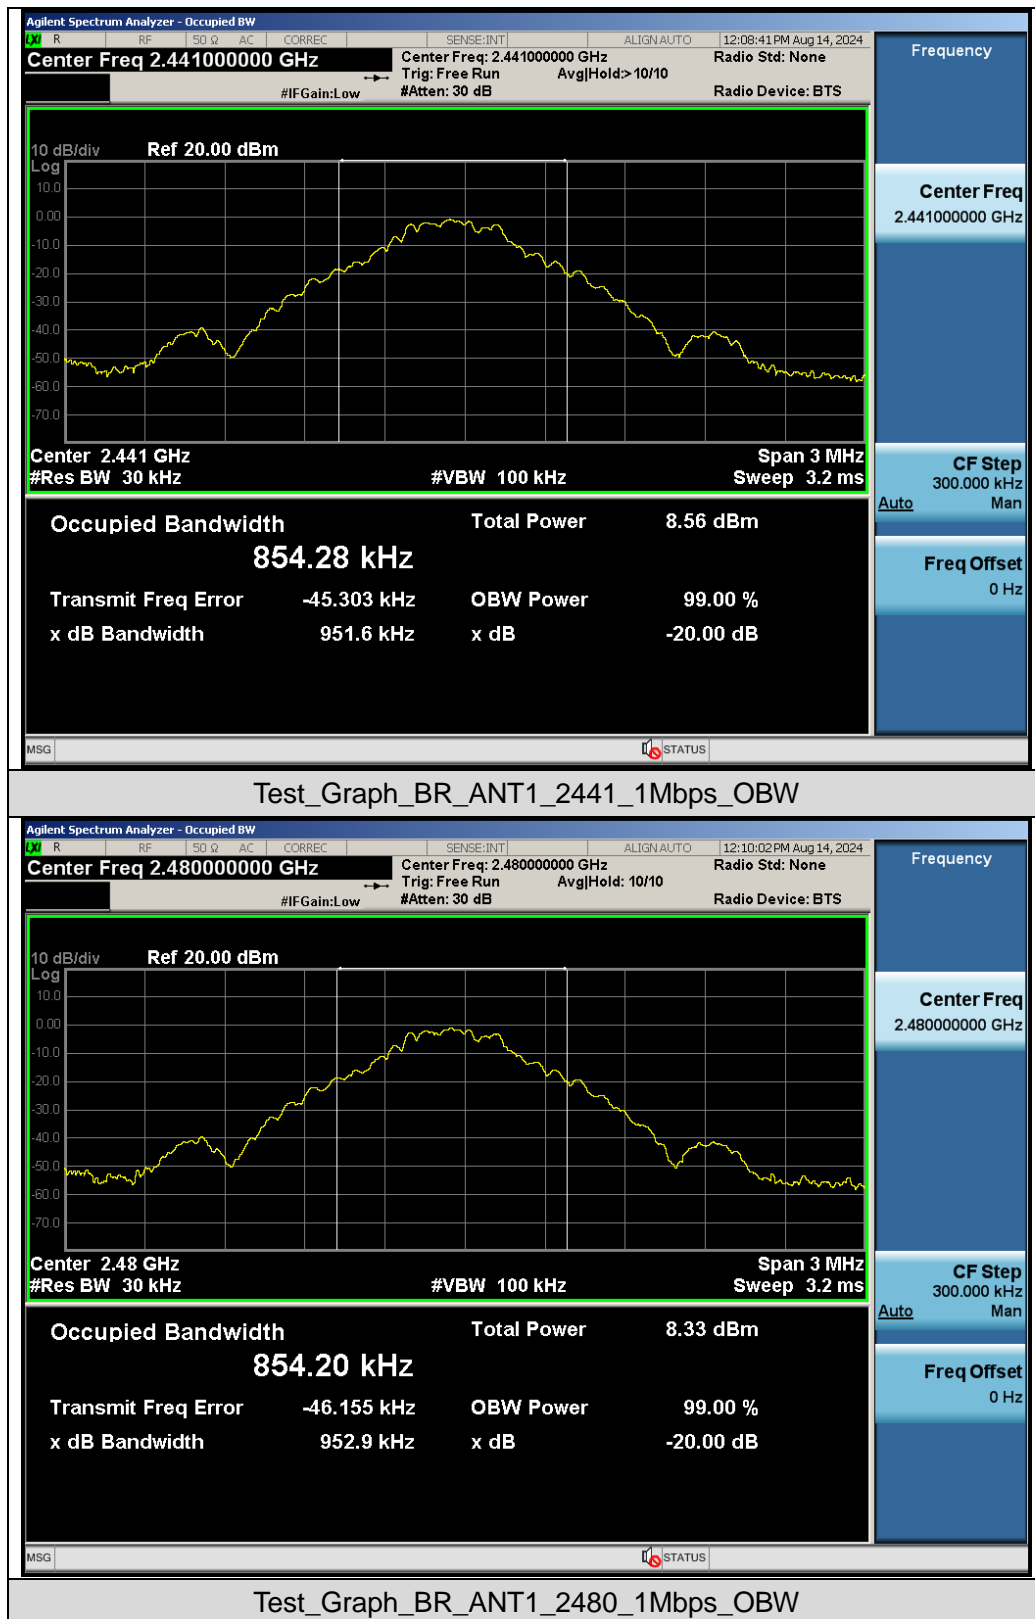 Agilent Spectrum Analyzer - Occupied BW
LXI R RF 50 Ω AC CORREC SENSE:INT ALIGN AUTO 12:08:41 PM Aug 14, 2024
Center Freq 2.441000000 GHz Center Freq: 2.441000000 GHz Radio Std: None
Trig: Free Run Avg|Hold:> 10/10
#IFGain:Low #Atten: 30 dB Radio Device: BTS
Frequency
10 dB/div Ref 20.00 dBm
Log
10.0
0.00
-10.0
-20.0
-30.0
-40.0
-50.0
-60.0
-70.0
Center 2.441 GHz Span 3 MHz
#Res BW 30 kHz #VBW 100 kHz Sweep 3.2 ms
Center Freq
2.441000000 GHz
CF Step
300.000 kHz
Auto Man
Freq Offset
0 Hz
Occupied Bandwidth Total Power 8.56 dBm
854.28 kHz
Transmit Freq Error -45.303 kHz OBW Power 99.00 %
x dB Bandwidth 951.6 kHz x dB -20.00 dB
MSG STATUS
Test_Graph_BR_ANT1_2441_1Mbps_OBW
Agilent Spectrum Analyzer - Occupied BW
LXI R RF 50 Ω AC CORREC SENSE:INT ALIGN AUTO 12:10:02 PM Aug 14, 2024
Center Freq 2.480000000 GHz Center Freq: 2.480000000 GHz Radio Std: None
Trig: Free Run Avg|Hold: 10/10
#IFGain:Low #Atten: 30 dB Radio Device: BTS
Frequency
10 dB/div Ref 20.00 dBm
Log
10.0
0.00
-10.0
-20.0
-30.0
-40.0
-50.0
-60.0
-70.0
Center 2.48 GHz Span 3 MHz
#Res BW 30 kHz #VBW 100 kHz Sweep 3.2 ms
Center Freq
2.480000000 GHz
CF Step
300.000 kHz
Auto Man
Freq Offset
0 Hz
Occupied Bandwidth Total Power 8.33 dBm
854.20 kHz
Transmit Freq Error -46.155 kHz OBW Power 99.00 %
x dB Bandwidth 952.9 kHz x dB -20.00 dB
MSG STATUS
Test_Graph_BR_ANT1_2480_1Mbps_OBW